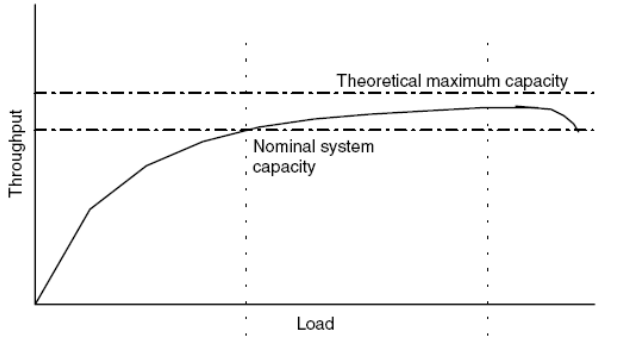 Theoretical maximum capacity
Throughput
Nominal system
capacity
Load